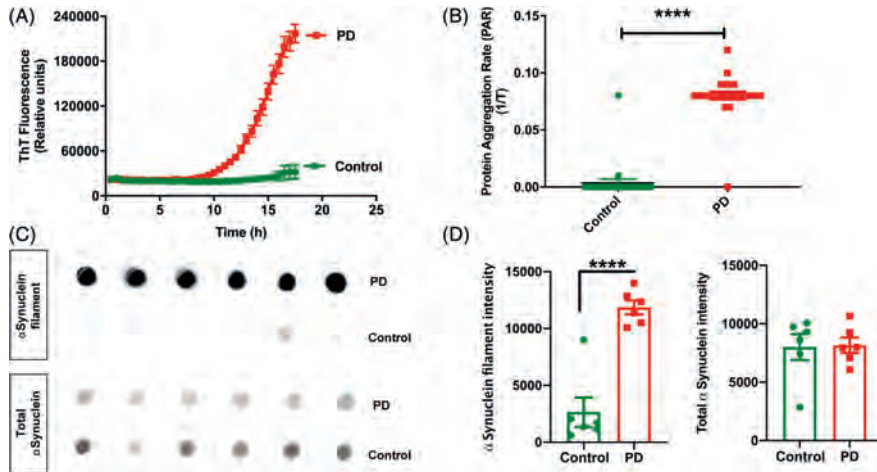 (A)
240000
180000
120000
60000
0
ThT Fluorescence
(Relative units)
PD
Control
0 5 10 15 20 25
Time (h)
(B)
****
0.15
0.10
0.05
0.00
Protein Aggregation Rate (PAR)
(1/T)
Control
PD
(C)
αSynuclein
filament
PD
Control
Total
αSynuclein
PD
Control
(D)
15000
10000
5000
0
α Synuclein filament intensity
****
Control PD
15000
10000
5000
0
Total α Synuclein intensity
Control PD